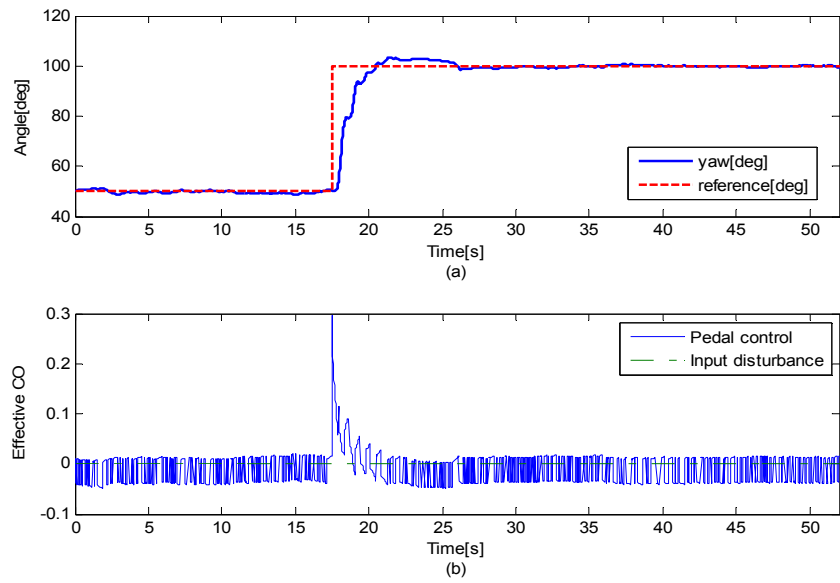 120
100
80
60
40
Angle[deg]
yaw[deg]
reference[deg]
0 5 10 15 20 25 30 35 40 45 50
Time[s]
(a)
0.3
0.2
0.1
0
-0.1
Effective CO
Pedal control
Input disturbance
0 5 10 15 20 25 30 35 40 45 50
Time[s]
(b)